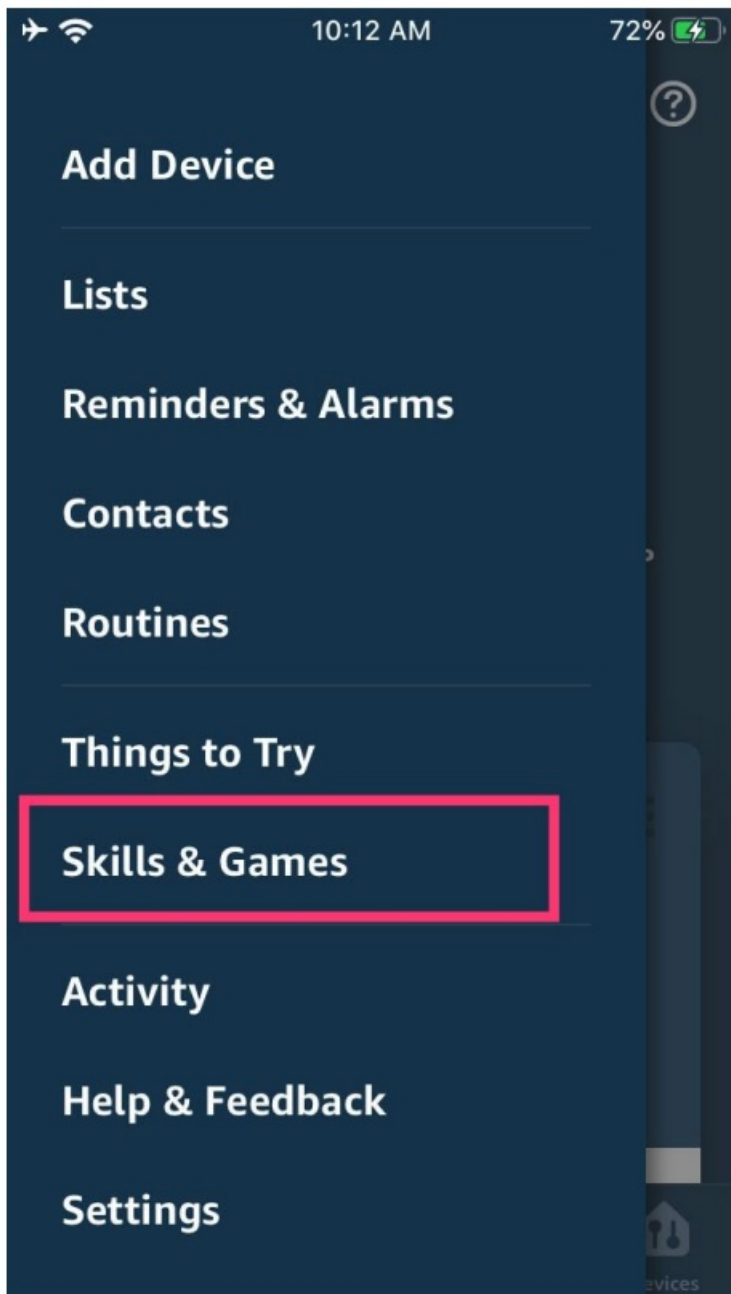 10:12 AM
72%
Add Device
Lists
Reminders & Alarms
Contacts
Routines
Things to Try
Skills & Games
Activity
Help & Feedback
Settings
evices